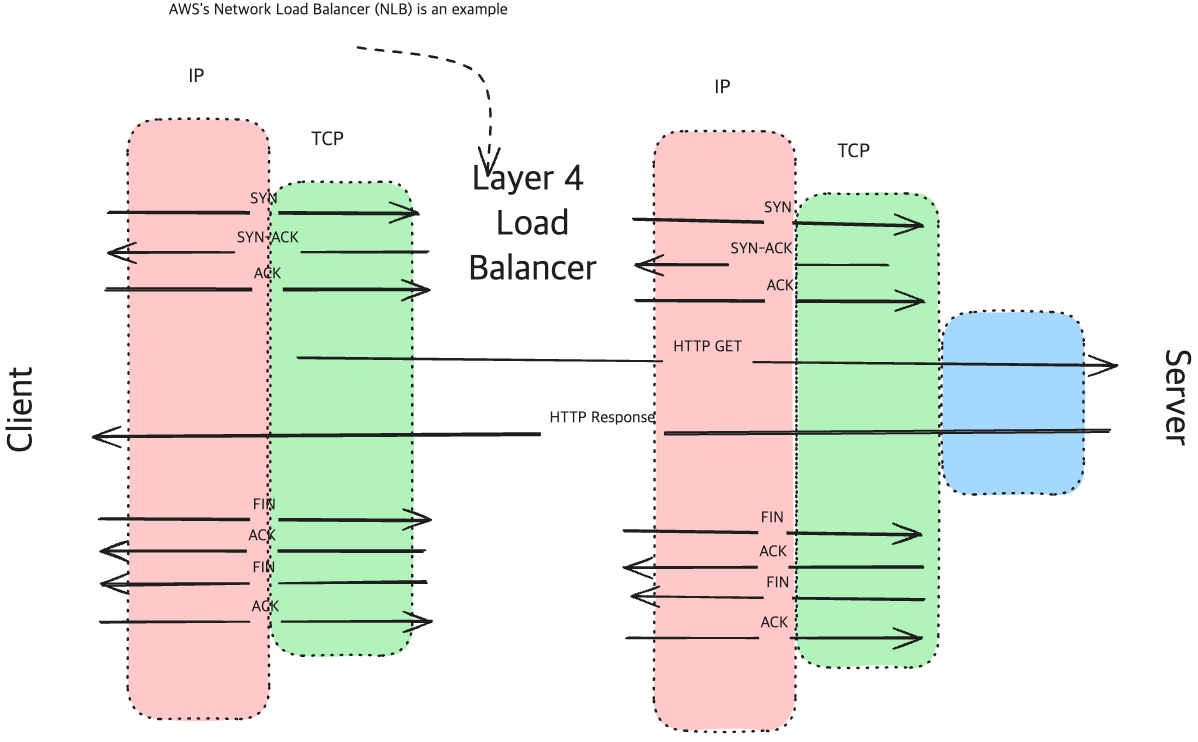 AWS's Network Load Balancer (NLB) is an example
IP
IP
TCP
TCP
Layer 4
Load
Balancer
SYN
SYN-ACK
ACK
SYN
SYN-ACK
ACK
HTTP GET
HTTP Response
Client
Server
FIN
ACK
FIN
ACK
FIN
ACK
FIN
ACK